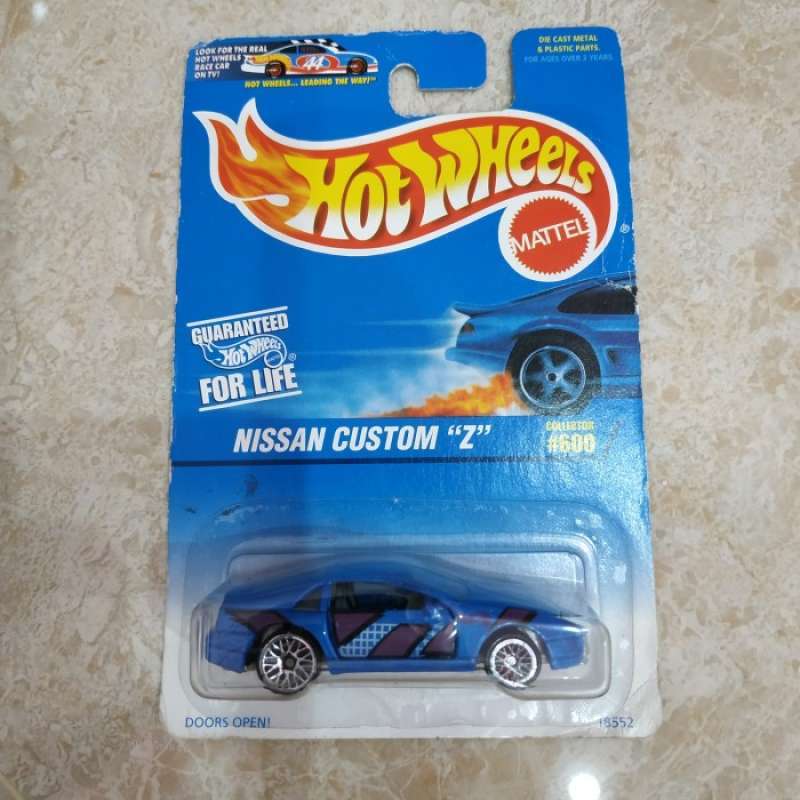 LOOK FOR THE REAL
HOT WHEELS
RACE CAR
ON TV!
44
HOT WHEELS... LEADING THE WAY!™
DIE CAST METAL
& PLASTIC PARTS.
FOR AGES OVER 3 YEARS
HOT WHEELS
MATTEL
®
GUARANTEED
HOT WHEELS
®
FOR LIFE
NISSAN CUSTOM “Z”
COLLECTOR
#600
DOORS OPEN!
18552